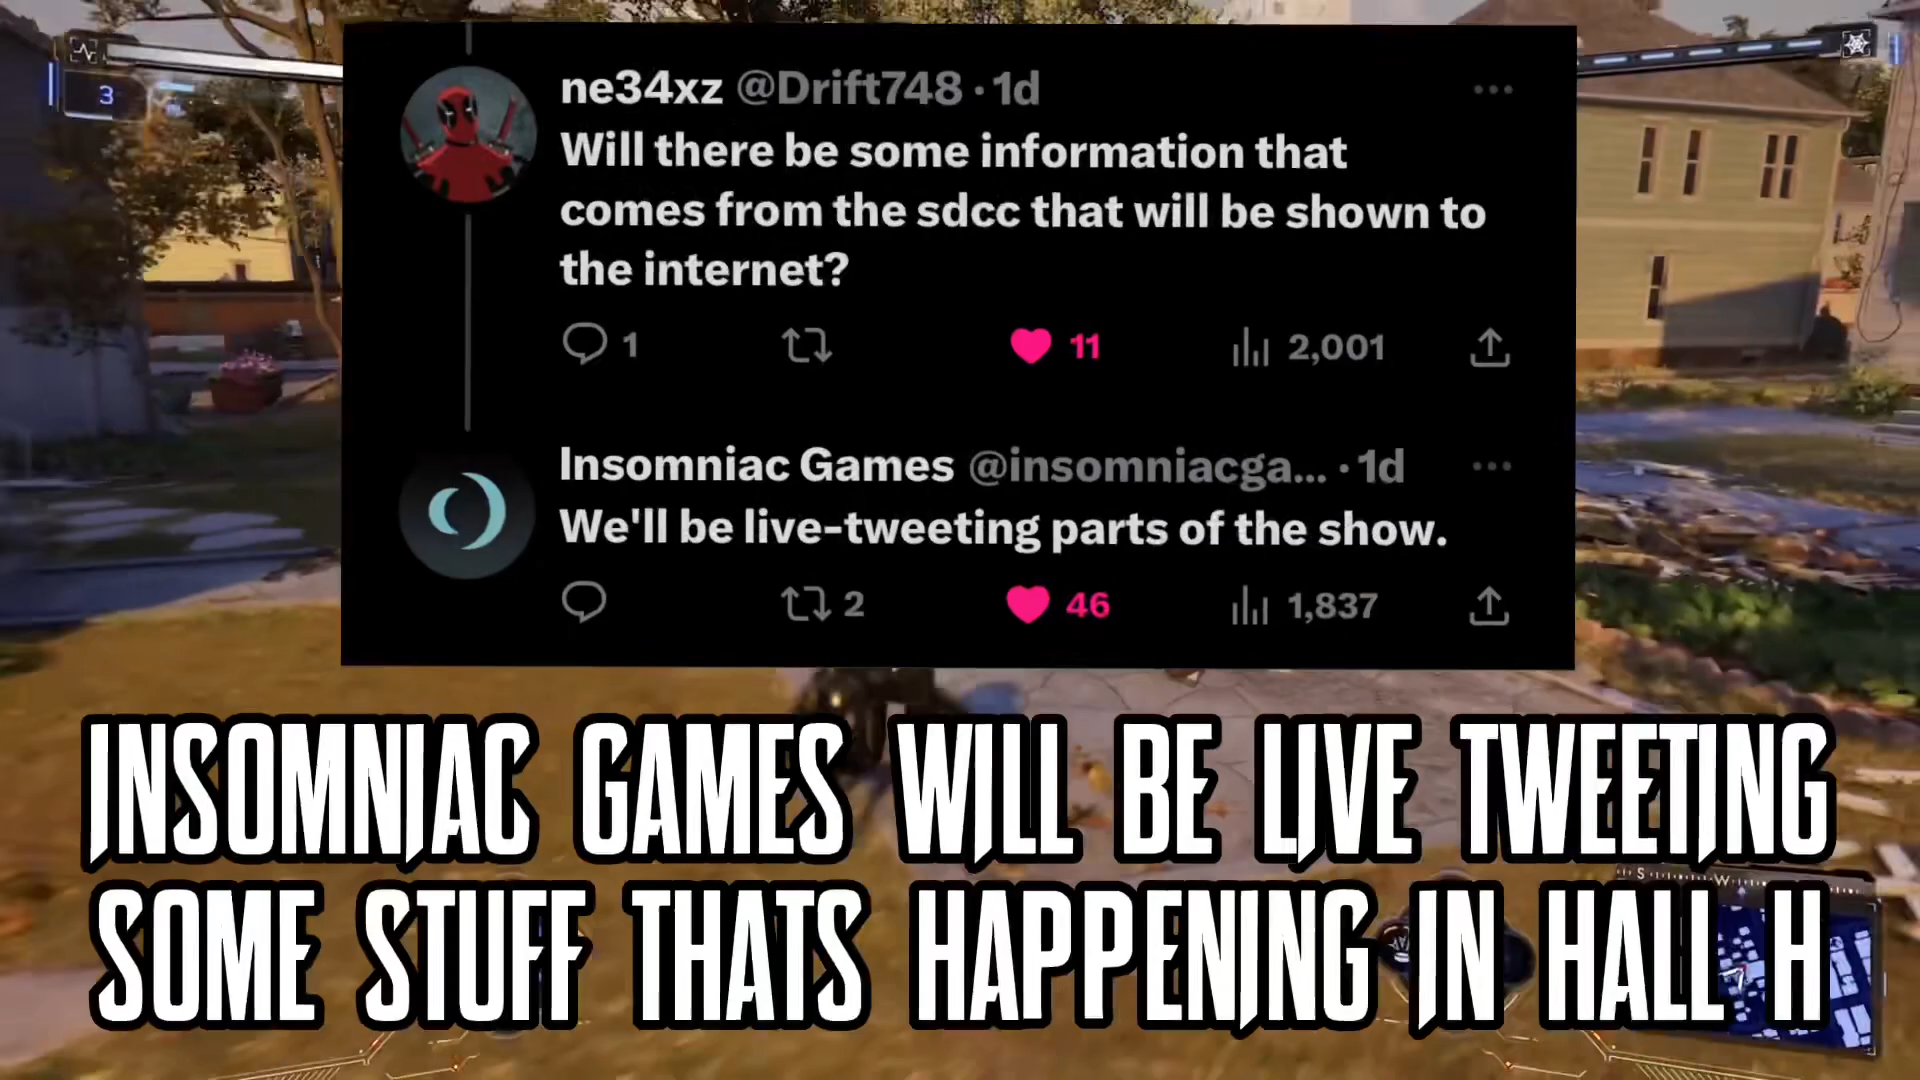 3
ne34xz @Drift748 · 1d
Will there be some information that
comes from the sdcc that will be shown to
the internet?
1
11
2,001
Insomniac Games @insomniacga... · 1d
We'll be live-tweeting parts of the show.
2
46
1,837
INSOMNIAC GAMES WILL BE LIVE TWEETING
S W
SOME STUFF THATS HAPPENING IN HALL H